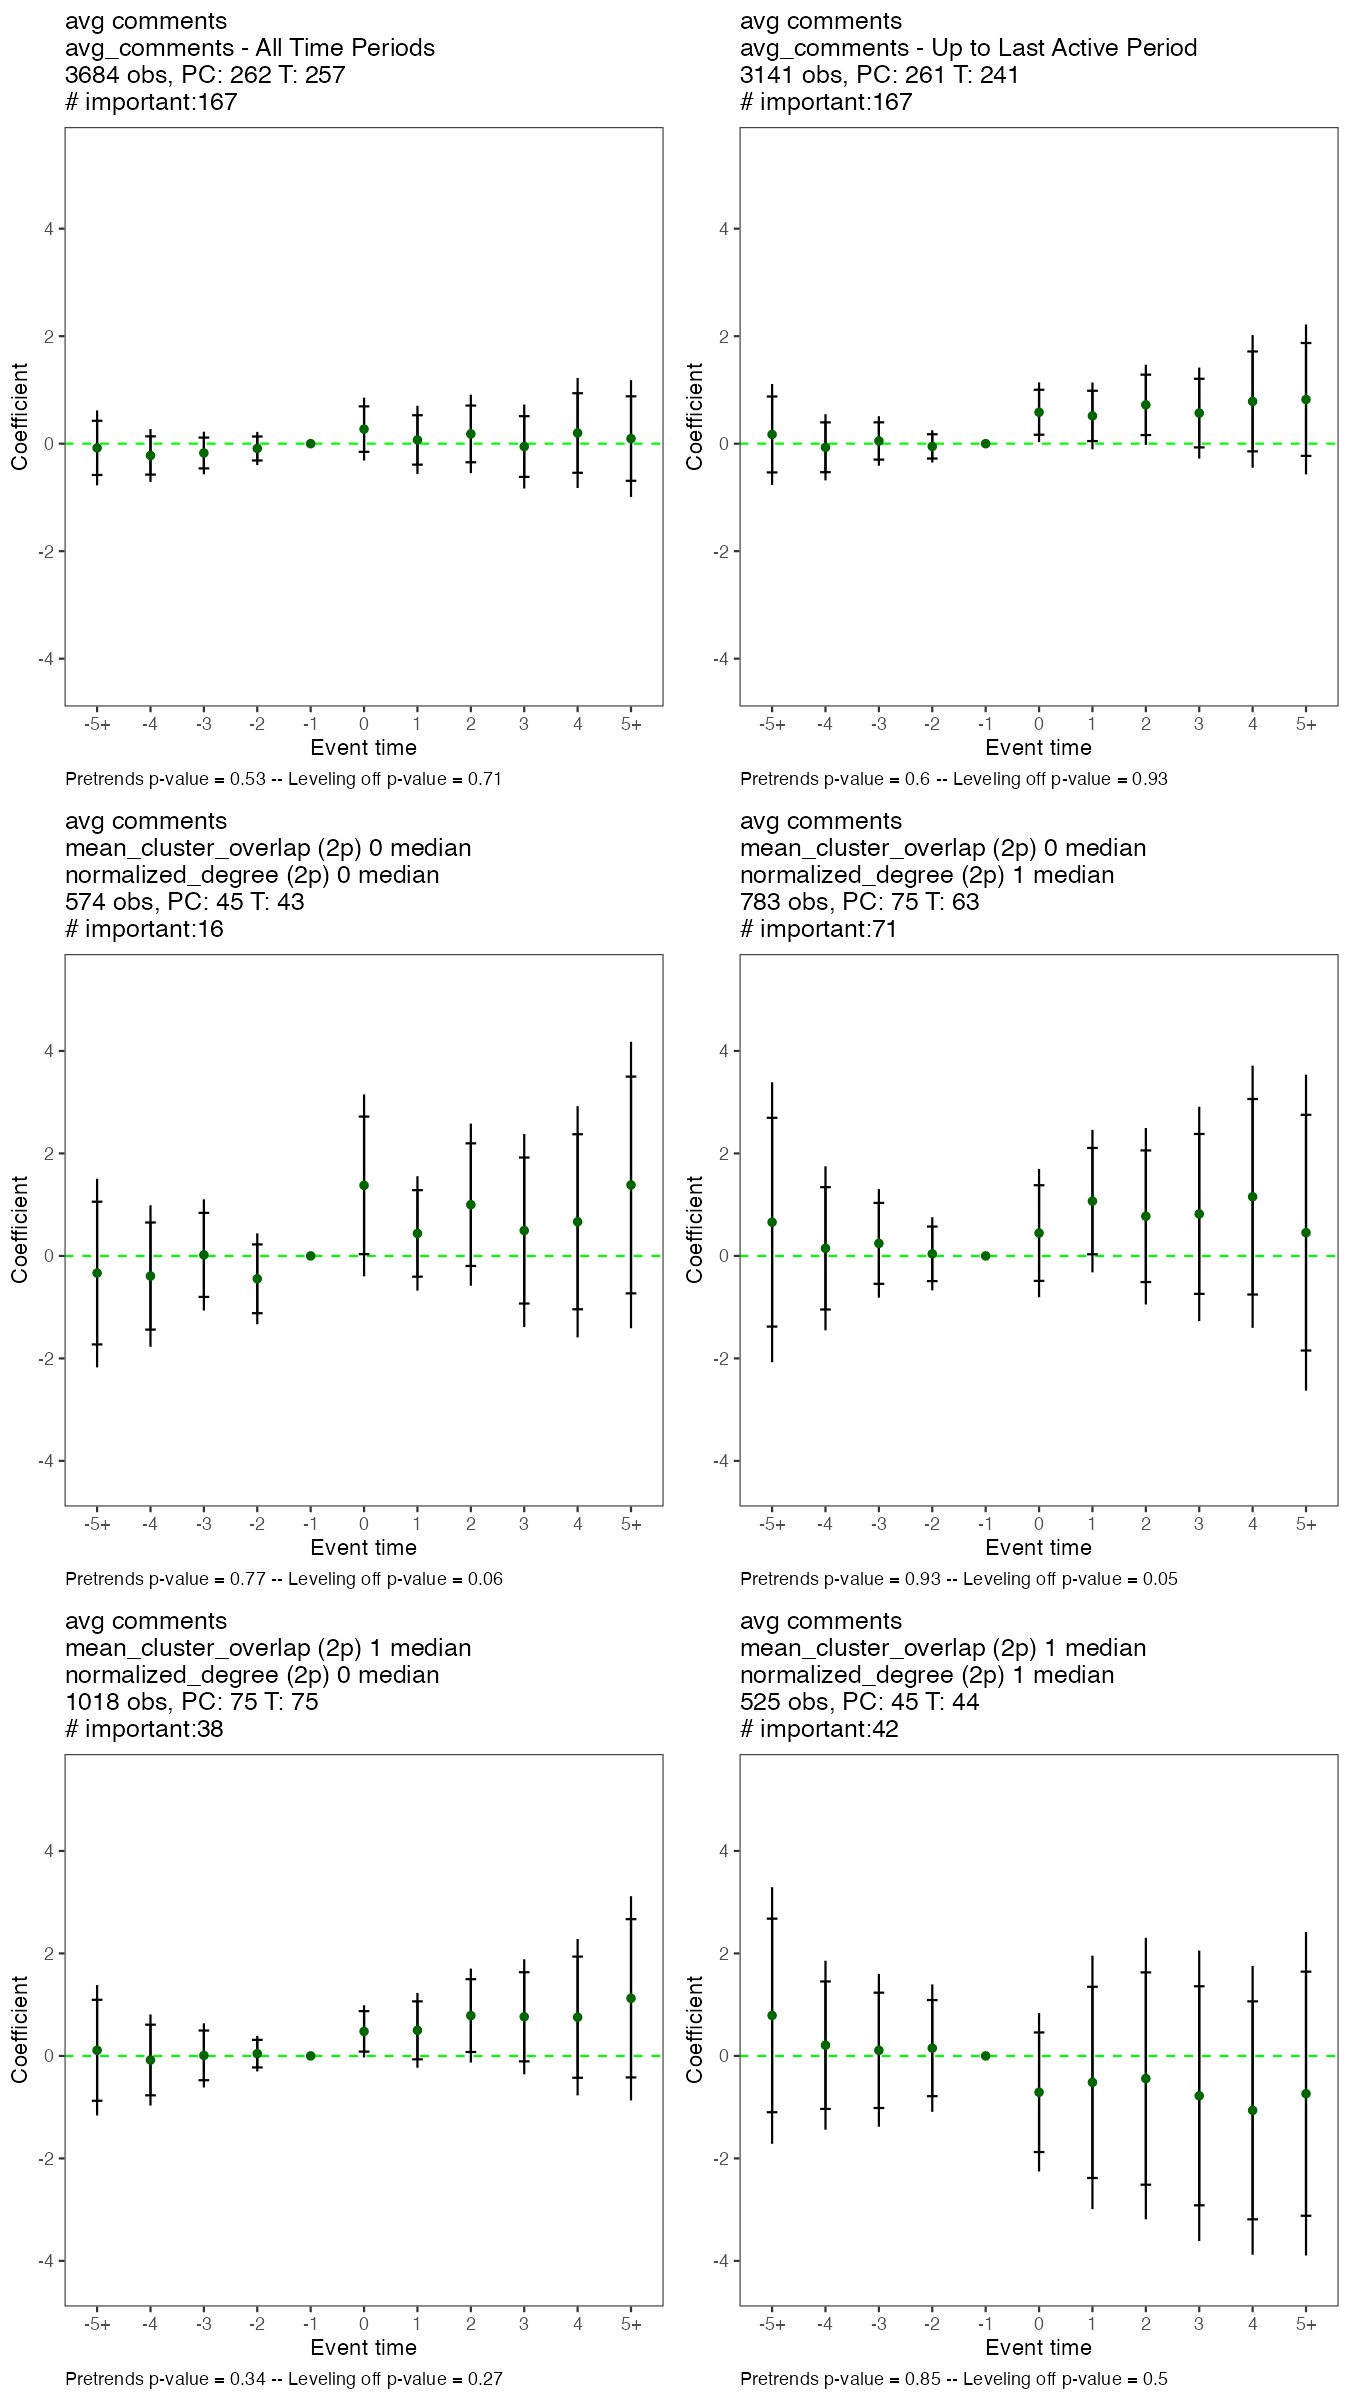 avg comments
avg_comments - All Time Periods
3684 obs, PC: 262 T: 257
# important:167
4
2
0
-2
-4
Coefficient
-5+ -4 -3 -2 -1 0 1 2 3 4 5+
Event time
Pretrends p-value = 0.53 -- Leveling off p-value = 0.71
avg comments
avg_comments - Up to Last Active Period
3141 obs, PC: 261 T: 241
# important:167
4
2
0
-2
-4
Coefficient
-5+ -4 -3 -2 -1 0 1 2 3 4 5+
Event time
Pretrends p-value = 0.6 -- Leveling off p-value = 0.93
avg comments
mean_cluster_overlap (2p) 0 median
normalized_degree (2p) 0 median
574 obs, PC: 45 T: 43
# important:16
4
2
0
-2
-4
Coefficient
-5+ -4 -3 -2 -1 0 1 2 3 4 5+
Event time
Pretrends p-value = 0.77 -- Leveling off p-value = 0.06
avg comments
mean_cluster_overlap (2p) 0 median
normalized_degree (2p) 1 median
783 obs, PC: 75 T: 63
# important:71
4
2
0
-2
-4
Coefficient
-5+ -4 -3 -2 -1 0 1 2 3 4 5+
Event time
Pretrends p-value = 0.93 -- Leveling off p-value = 0.05
avg comments
mean_cluster_overlap (2p) 1 median
normalized_degree (2p) 0 median
1018 obs, PC: 75 T: 75
# important:38
4
2
0
-2
-4
Coefficient
-5+ -4 -3 -2 -1 0 1 2 3 4 5+
Event time
Pretrends p-value = 0.34 -- Leveling off p-value = 0.27
avg comments
mean_cluster_overlap (2p) 1 median
normalized_degree (2p) 1 median
525 obs, PC: 45 T: 44
# important:42
4
2
0
-2
-4
Coefficient
-5+ -4 -3 -2 -1 0 1 2 3 4 5+
Event time
Pretrends p-value = 0.85 -- Leveling off p-value = 0.5